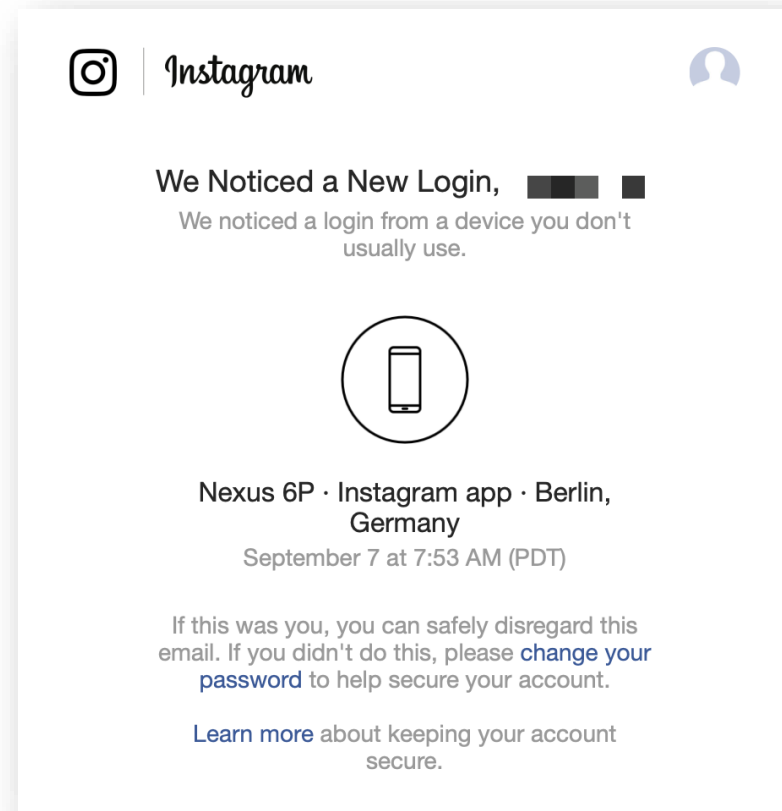 Instagram
We Noticed a New Login,
We noticed a login from a device you don't
usually use.
Nexus 6P · Instagram app · Berlin,
Germany
September 7 at 7:53 AM (PDT)
If this was you, you can safely disregard this
email. If you didn't do this, please change your
password to help secure your account.
Learn more about keeping your account
secure.